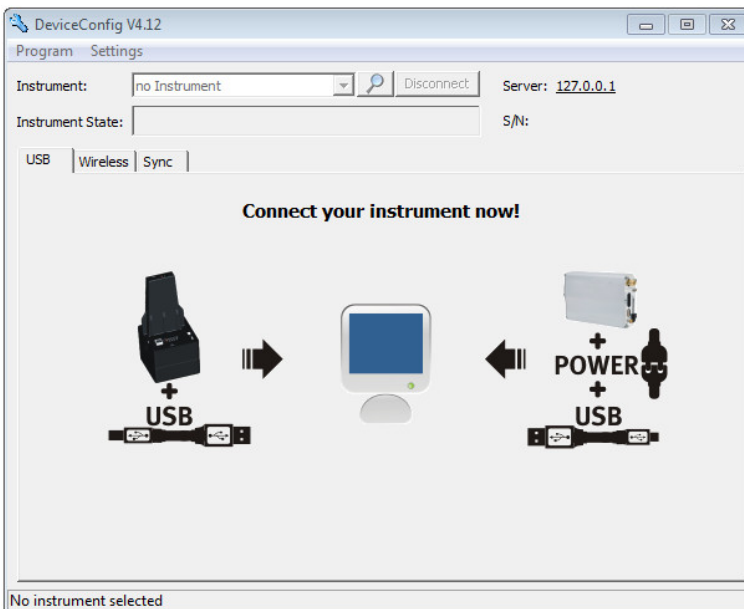 DeviceConfig V4.12
Program Settings
Instrument: no Instrument Disconnect Server: 127.0.0.1
Instrument State: S/N:
USB Wireless Sync
Connect your instrument now!
+
POWER
+ +
USB USB
No instrument selected